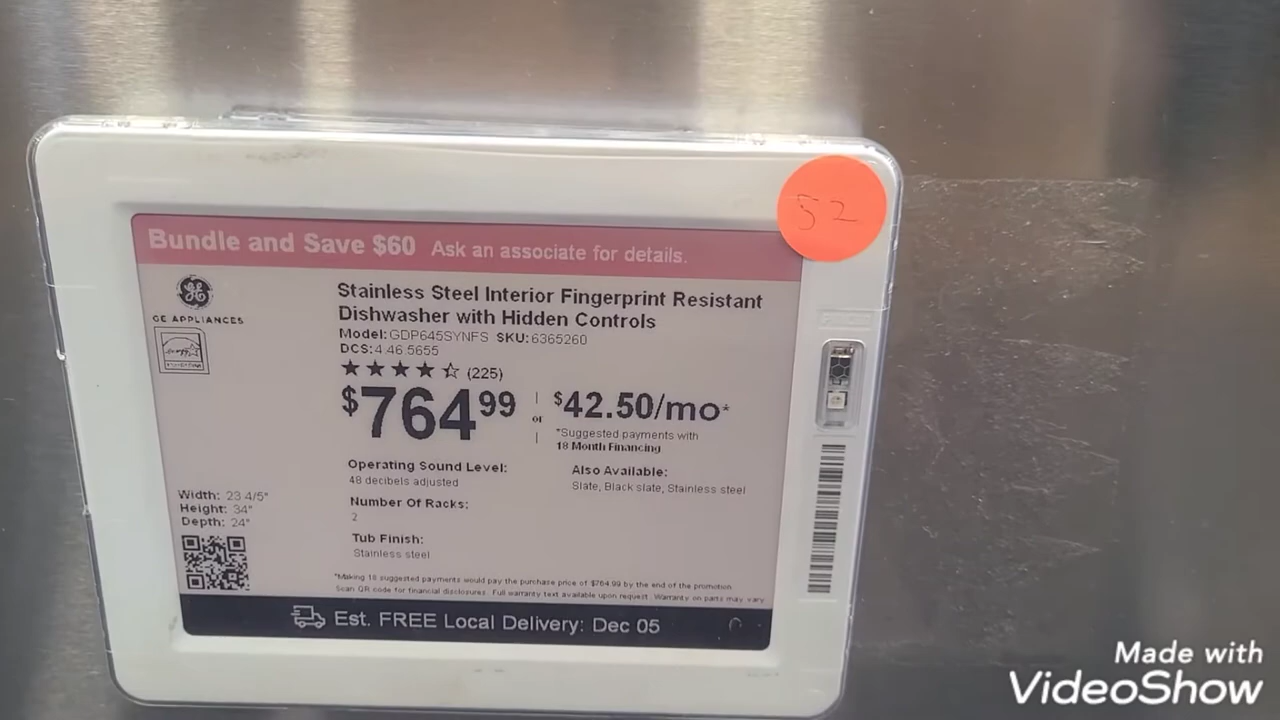 52
Bundle and Save $60 Ask an associate for details.
GE APPLIANCES
Stainless Steel Interior Fingerprint Resistant
Dishwasher with Hidden Controls
Model: GDP645SYNFS SKU: 6365260
DCS: 4.46.5655
(225)
$764 99 or $42.50/mo*
*Suggested payments with
18 Month Financing
Operating Sound Level:
48 decibels adjusted
Also Available:
Slate, Black slate, Stainless steel
Number Of Racks:
2
Tub Finish:
Stainless steel
Width: 23 4/5"
Height: 34"
Depth: 24"
*Making 18 suggested payments would pay the purchase price of $764.99 by the end of the promotion.
Scan QR code for financial disclosures. Full warranty text available upon request. Warranty on parts may vary
Est. FREE Local Delivery: Dec 05
Made with
VideoShow